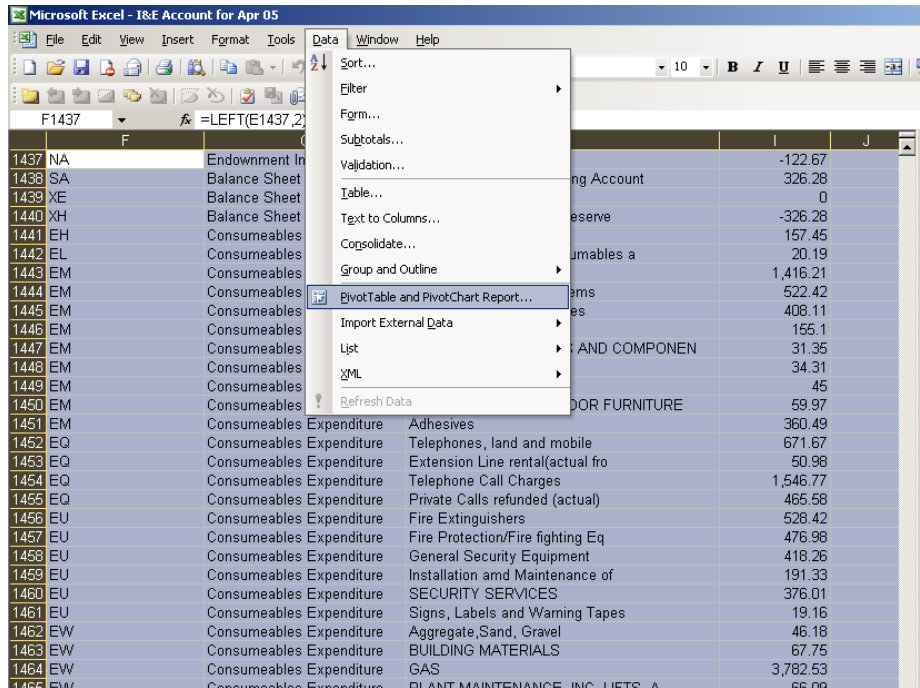 Microsoft Excel - I&E Account for Apr 05
File Edit View Insert Format Tools Data Window Help
10 B I U
F1437 fx =LEFT(E1437,2)
F I J
Sort...
Filter
Form...
Subtotals...
Validation...
Table...
Text to Columns...
Consolidate...
Group and Outline
PivotTable and PivotChart Report...
Import External Data
List
XML
Refresh Data
1437 NA Endownment In -122.67
1438 SA Balance Sheet ng Account 326.28
1439 XE Balance Sheet 0
1440 XH Balance Sheet eserve -326.28
1441 EH Consumeables 157.45
1442 EL Consumeables umables a 20.19
1443 EM Consumeables 1,416.21
1444 EM Consumeables ems 522.42
1445 EM Consumeables es 408.11
1446 EM Consumeables 155.1
1447 EM Consumeables AND COMPONEN 31.35
1448 EM Consumeables 34.31
1449 EM Consumeables 45
1450 EM Consumeables OOR FURNITURE 59.97
1451 EM Consumeables Expenditure Adhesives 360.49
1452 EQ Consumeables Expenditure Telephones, land and mobile 671.67
1453 EQ Consumeables Expenditure Extension Line rental(actual fro 50.98
1454 EQ Consumeables Expenditure Telephone Call Charges 1,546.77
1455 EQ Consumeables Expenditure Private Calls refunded (actual) 465.58
1456 EU Consumeables Expenditure Fire Extinguishers 528.42
1457 EU Consumeables Expenditure Fire Protection/Fire fighting Eq 476.98
1458 EU Consumeables Expenditure General Security Equipment 418.26
1459 EU Consumeables Expenditure Installation amd Maintenance of 191.33
1460 EU Consumeables Expenditure SECURITY SERVICES 376.01
1461 EU Consumeables Expenditure Signs, Labels and Warning Tapes 19.16
1462 EW Consumeables Expenditure Aggregate,Sand, Gravel 46.18
1463 EW Consumeables Expenditure BUILDING MATERIALS 67.75
1464 EW Consumeables Expenditure GAS 3,782.53
1465 EW Consumeables Expenditure PLANT MAINTENANCE, INC. LIFTS, A 66.09